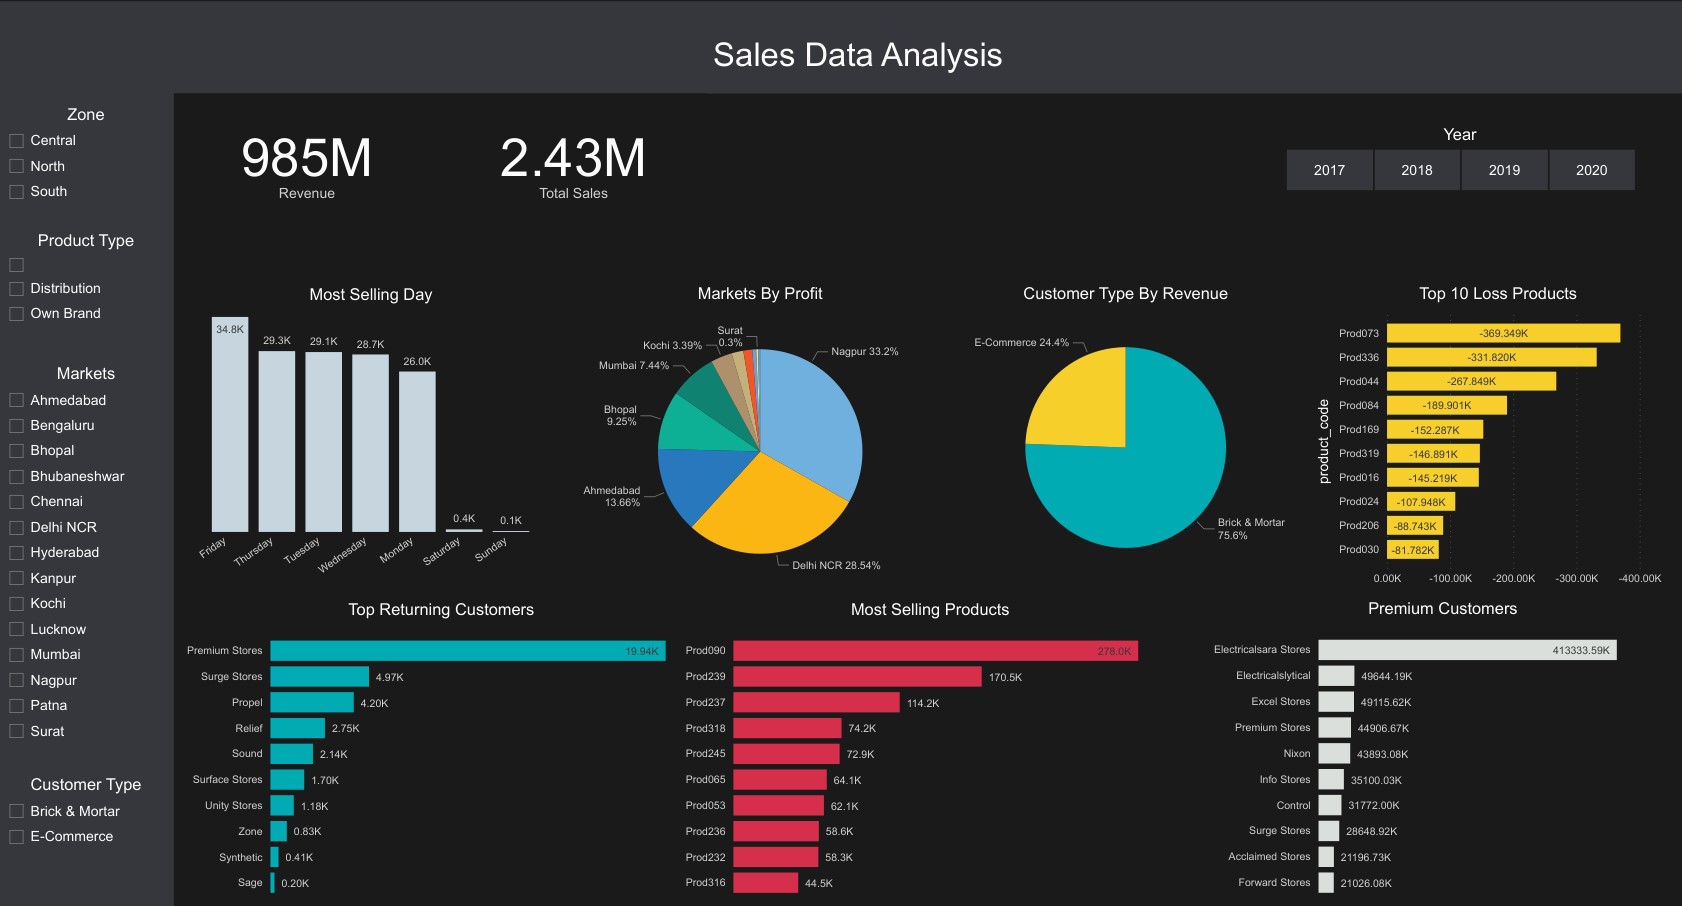 Sales Data Analysis
Zone
Central
North
South
Product Type
Distribution
Own Brand
Markets
Ahmedabad
Bengaluru
Bhopal
Bhubaneshwar
Chennai
Delhi NCR
Hyderabad
Kanpur
Kochi
Lucknow
Mumbai
Nagpur
Patna
Surat
Customer Type
Brick & Mortar
E-Commerce
985M
Revenue
2.43M
Total Sales
Year
2017 2018 2019 2020
Most Selling Day
34.8K
29.3K
29.1K
28.7K
26.0K
0.4K
0.1K
Friday
Thursday
Tuesday
Wednesday
Monday
Saturday
Sunday
Markets By Profit
Surat
0.3%
Kochi 3.39%
Nagpur 33.2%
Mumbai 7.44%
Bhopal
9.25%
Ahmedabad
13.66%
Delhi NCR 28.54%
Customer Type By Revenue
E-Commerce 24.4%
Brick & Mortar
75.6%
Top 10 Loss Products
product_code
Prod073 -369.349K
Prod336 -331.820K
Prod044 -267.849K
Prod084 -189.901K
Prod169 -152.287K
Prod319 -146.891K
Prod016 -145.219K
Prod024 -107.948K
Prod206 -88.743K
Prod030 -81.782K
0.00K -100.00K -200.00K -300.00K -400.00K
Top Returning Customers
Premium Stores 19.94K
Surge Stores 4.97K
Propel 4.20K
Relief 2.75K
Sound 2.14K
Surface Stores 1.70K
Unity Stores 1.18K
Zone 0.83K
Synthetic 0.41K
Sage 0.20K
Most Selling Products
Prod090 278.0K
Prod239 170.5K
Prod237 114.2K
Prod318 74.2K
Prod245 72.9K
Prod065 64.1K
Prod053 62.1K
Prod236 58.6K
Prod232 58.3K
Prod316 44.5K
Premium Customers
Electricalsara Stores 413333.59K
Electricalslytical 49644.19K
Excel Stores 49115.62K
Premium Stores 44906.67K
Nixon 43893.08K
Info Stores 35100.03K
Control 31772.00K
Surge Stores 28648.92K
Acclaimed Stores 21196.73K
Forward Stores 21026.08K